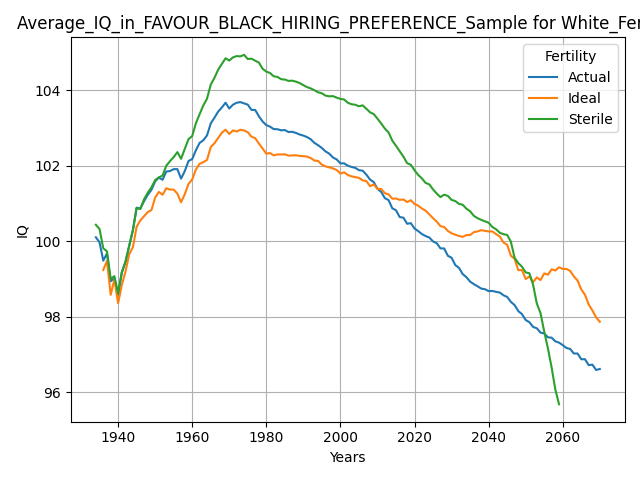 Average_IQ_in_FAVOUR_BLACK_HIRING_PREFERENCE_Sample for White_Fer
Fertility
Actual
Ideal
Sterile
104
102
100
98
96
IQ
1940 1960 1980 2000 2020 2040 2060
Years